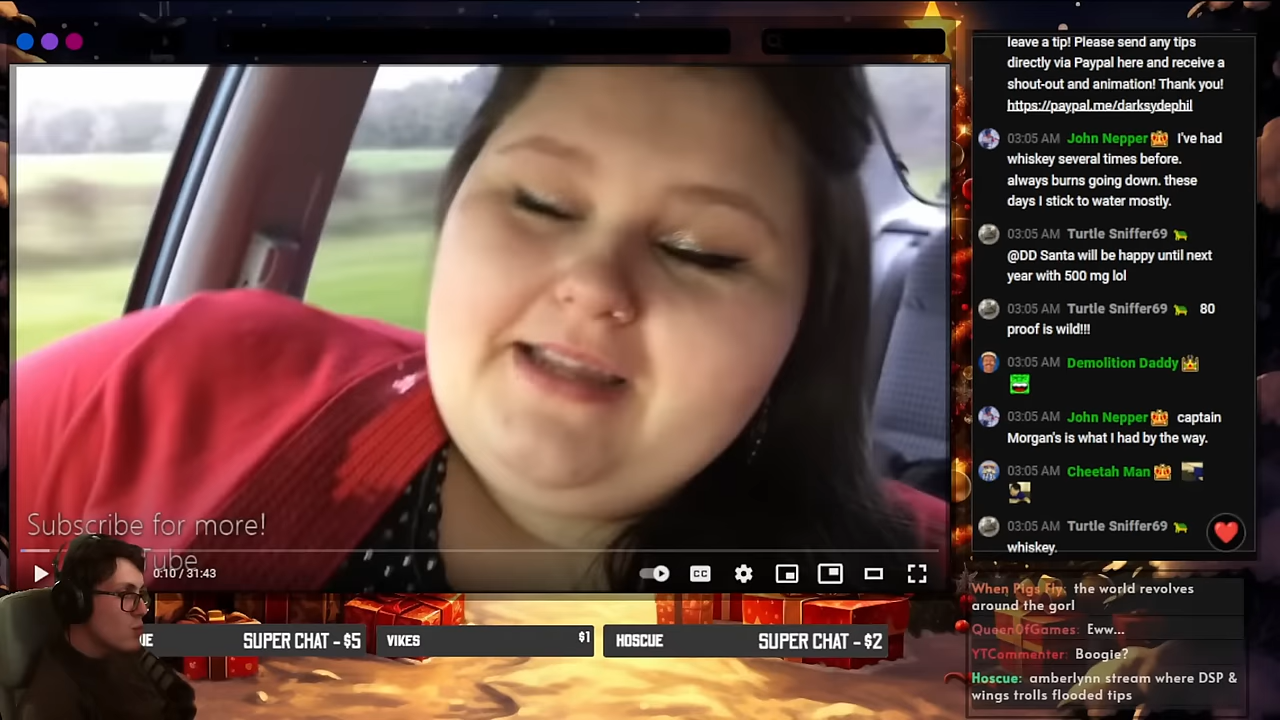 leave a tip! Please send any tips
directly via Paypal here and receive a
shout-out and animation! Thank you!
https://paypal.me/darksydephil
03:05 AM John Nepper I've had
whiskey several times before.
always burns going down. these
days I stick to water mostly.
03:05 AM Turtle Sniffer69
@DD Santa will be happy until next
year with 500 mg lol
03:05 AM Turtle Sniffer69 80
proof is wild!!!
03:05 AM Demolition Daddy
03:05 AM John Nepper captain
Morgan's is what I had by the way.
03:05 AM Cheetah Man
03:05 AM Turtle Sniffer69
whiskey.
Subscribe for more!
Tube
0:10 / 31:43
CC
SUPER CHAT - $5
VIKES $1
HOSCUE SUPER CHAT - $2
When Pigs Fly: the world revolves
around the gorl
QueenOfGames: Eww...
YTCommenter: Boogie?
Hoscue: amberlynn stream where DSP &
wings trolls flooded tips